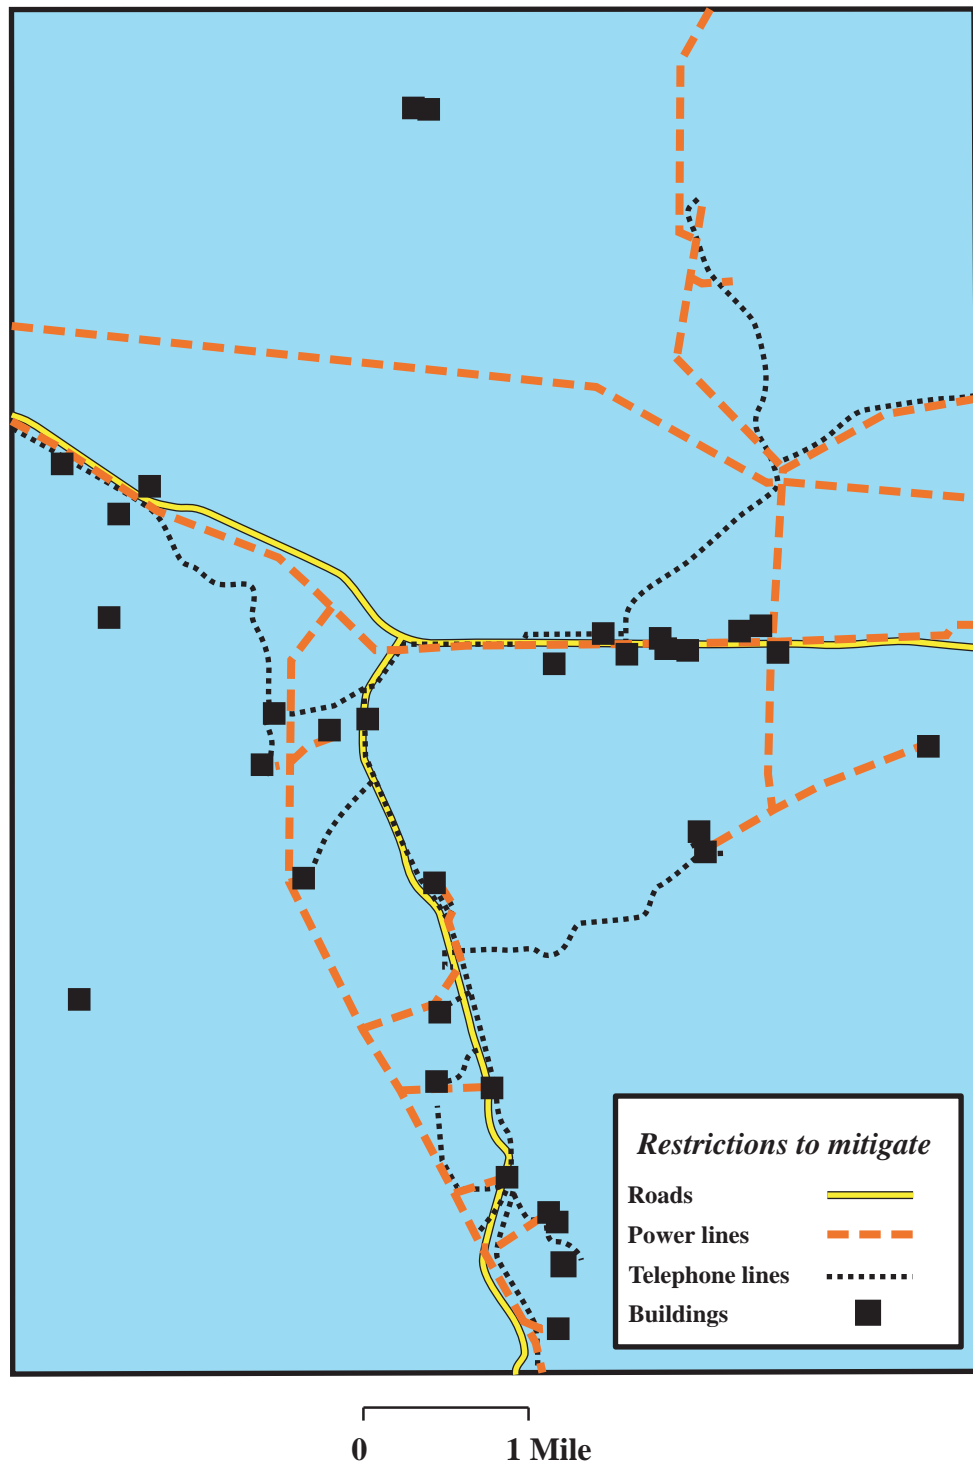 Restrictions to mitigate
Roads
Power lines
Telephone lines
Buildings
0 1 Mile